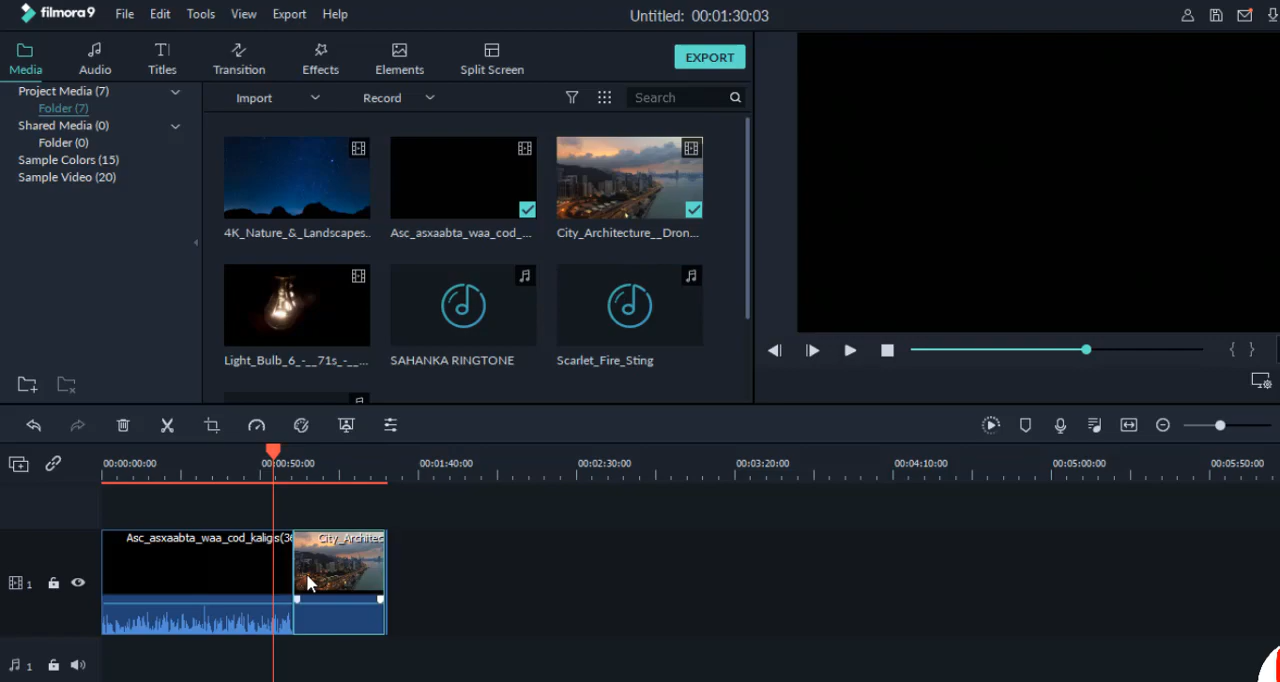 filmora9 File Edit Tools View Export Help Untitled: 00:01:30:03
Media Audio Titles Transition Effects Elements Split Screen EXPORT
Project Media (7)
Folder (7)
Shared Media (0)
Folder (0)
Sample Colors (15)
Sample Video (20)
Import Record Search
4K_Nature_&_Landscapes.. Asc_asxaabta_waa_cod_... City_Architecture__Dron...
Light_Bulb_6_-__71s_-__... SAHANKA RINGTONE Scarlet_Fire_Sting
00:00:00:00 00:00:50:00 00:01:40:00 00:02:30:00 00:03:20:00 00:04:10:00 00:05:00:00 00:05:50:00
Asc_asxaabta_waa_cod_kaligis(36 City_Architec
1
1